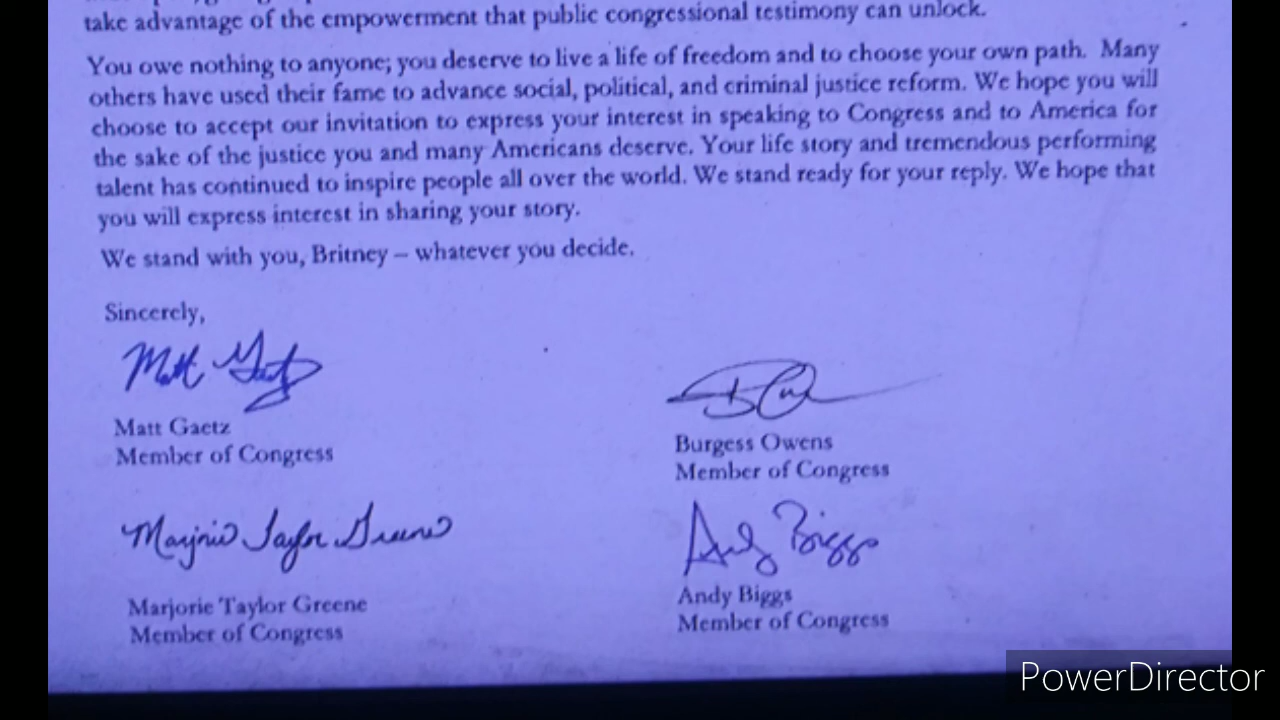 take advantage of the empowerment that public congressional testimony can unlock.
You owe nothing to anyone; you deserve to live a life of freedom and to choose your own path. Many
others have used their fame to advance social, political, and criminal justice reform. We hope you will
choose to accept our invitation to express your interest in speaking to Congress and to America for
the sake of the justice you and many Americans deserve. Your life story and tremendous performing
talent has continued to inspire people all over the world. We stand ready for your reply. We hope that
you will express interest in sharing your story.
We stand with you, Britney – whatever you decide.
Sincerely,
Matt Gaetz
Matt Gaetz
Member of Congress
Burgess Owens
Member of Congress
Marjorie Taylor Greene
Marjorie Taylor Greene
Member of Congress
Andy Biggs
Andy Biggs
Member of Congress
PowerDirector